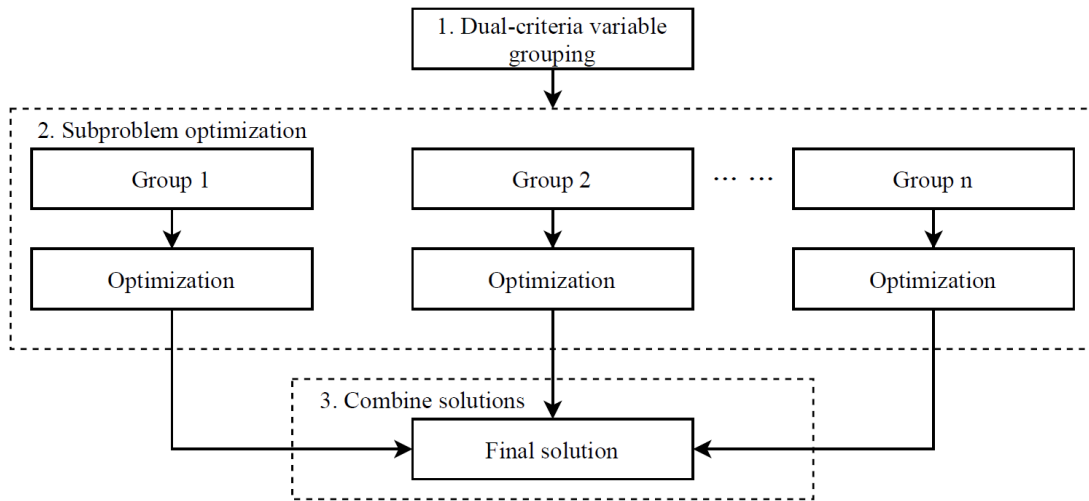 1. Dual-criteria variable
grouping
2. Subproblem optimization
Group 1
Group 2
... ...
Group n
Optimization
Optimization
Optimization
3. Combine solutions
Final solution